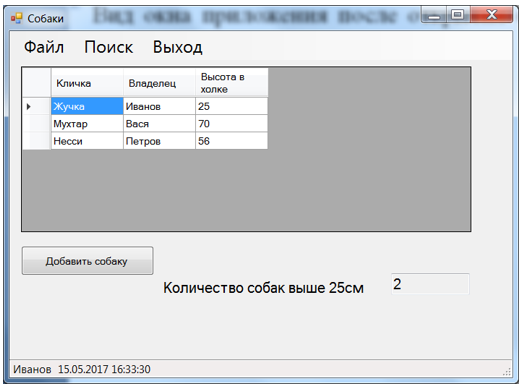 Собаки
Вид окна приложения после
Файл Поиск Выход
Кличка Владелец Высота в холке
Жучка Иванов 25
Мухтар Вася 70
Несси Петров 56
Добавить собаку
Количество собак выше 25см 2
Иванов 15.05.2017 16:33:30